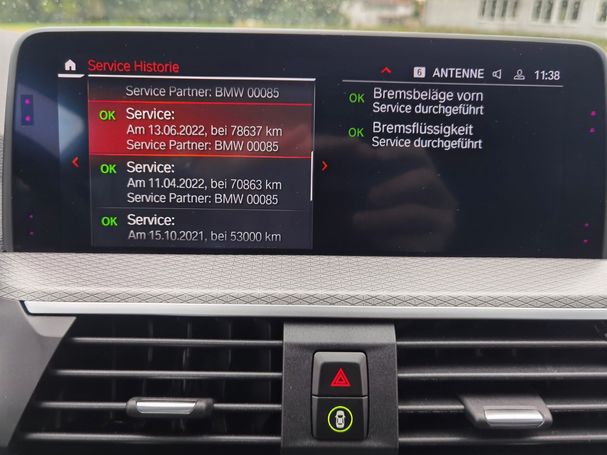 Service Historie
6 ANTENNE 11:38
Service Partner: BMW 00085
OK Service:
Am 13.06.2022, bei 78637 km
Service Partner: BMW 00085
OK Service:
Am 11.04.2022, bei 70863 km
Service Partner: BMW 00085
OK Service:
Am 15.10.2021, bei 53000 km
OK Bremsbeläge vorn
Service durchgeführt
OK Bremsflüssigkeit
Service durchgeführt